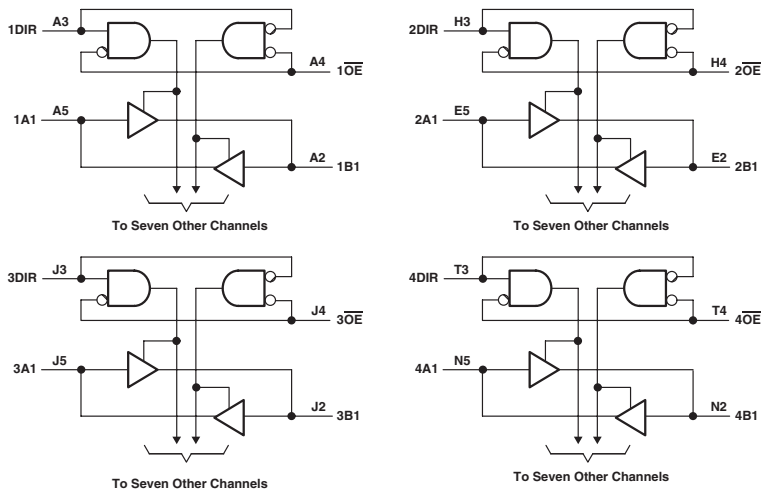 1DIR A3
A4 1OE
1A1 A5
A2 1B1
To Seven Other Channels
2DIR H3
H4 2OE
2A1 E5
E2 2B1
To Seven Other Channels
3DIR J3
J4 3OE
3A1 J5
J2 3B1
To Seven Other Channels
4DIR T3
T4 4OE
4A1 N5
N2 4B1
To Seven Other Channels